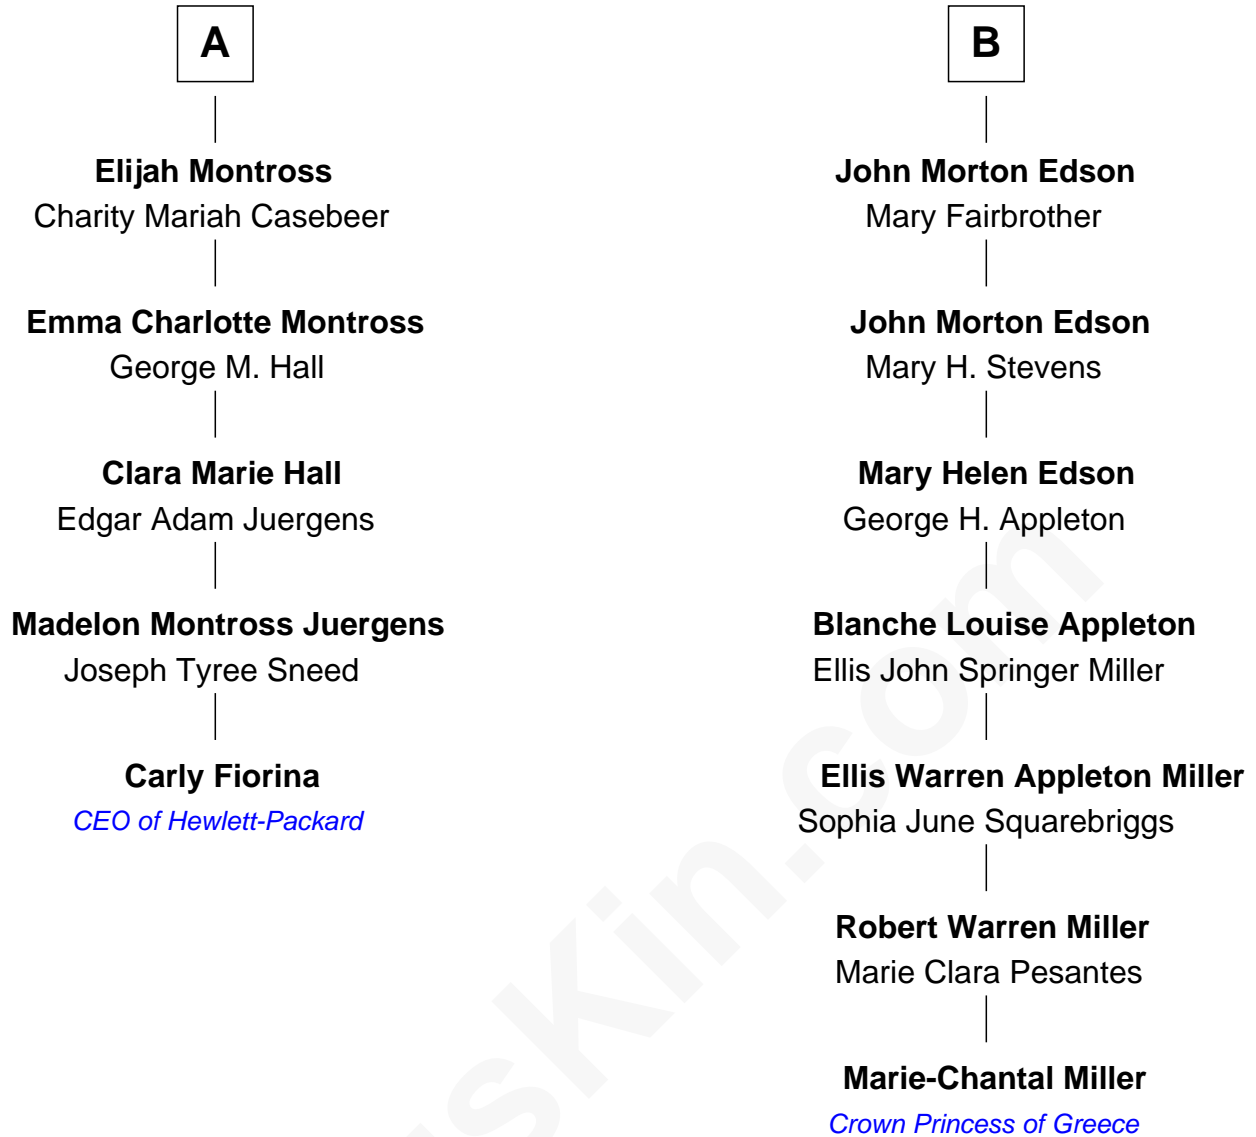 A
Elijah Montross
Charity Mariah Casebeer
Emma Charlotte Montross
George M. Hall
Clara Marie Hall
Edgar Adam Juergens
Madelon Montross Juergens
Joseph Tyree Sneed
Carly Fiorina
CEO of Hewlett-Packard
B
John Morton Edson
Mary Fairbrother
John Morton Edson
Mary H. Stevens
Mary Helen Edson
George H. Appleton
Blanche Louise Appleton
Ellis John Springer Miller
Ellis Warren Appleton Miller
Sophia June Squarebriggs
Robert Warren Miller
Marie Clara Pesantes
Marie-Chantal Miller
Crown Princess of Greece
usKin.com